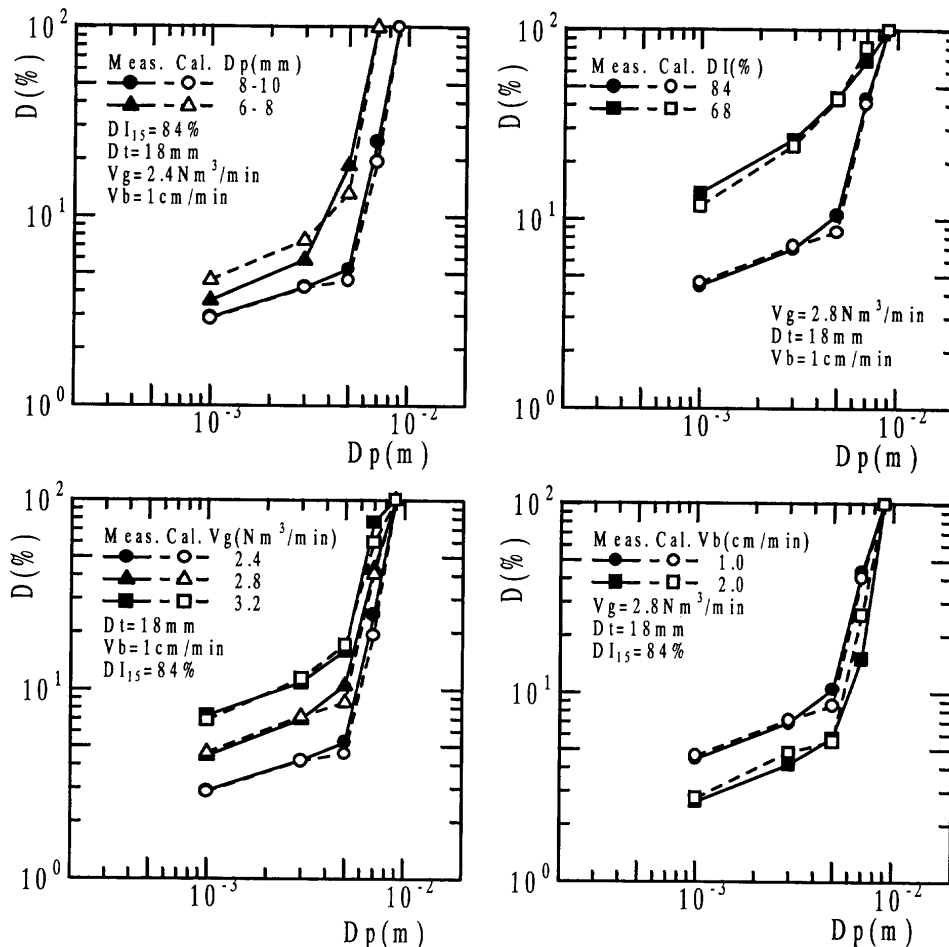 10²
D(%)
Meas. Cal. Dp(mm)
8-10
6-8
DI₁₅=84%
Dt=18mm
Vg=2.4Nm³/min
Vb=1cm/min
10¹
10⁰
10⁻³
10⁻²
Dp(m)
10²
D(%)
Meas. Cal. DI(%)
84
68
10¹
Vg=2.8Nm³/min
Dt=18mm
Vb=1cm/min
10⁰
10⁻³
10⁻²
Dp(m)
10²
D(%)
Meas. Cal. Vg(Nm³/min)
2.4
2.8
3.2
Dt=18mm
Vb=1cm/min
DI₁₅=84%
10¹
10⁰
10⁻³
10⁻²
Dp(m)
10²
D(%)
Meas. Cal. Vb(cm/min)
1.0
2.0
Vg=2.8Nm³/min
Dt=18mm
DI₁₅=84%
10¹
10⁰
10⁻³
10⁻²
Dp(m)